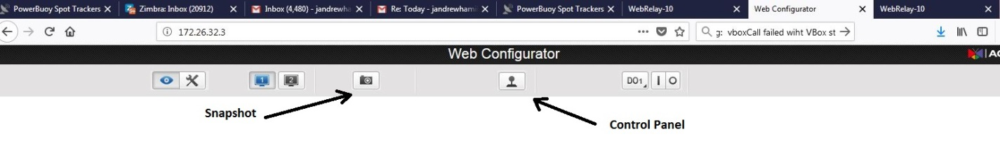 PowerBuoy Spot Trackers X
Zimbra: Inbox (20912) X
Inbox (4,480) - jandrewha X
Re: Today - jandrewhami X
PowerBuoy Spot Trackers X
WebRelay-10 X
Web Configurator X
WebRelay-10 X
172.26.32.3
g: vboxCall failed wiht VBox st
Web Configurator
AC
1 2 DO1 I O
Snapshot
Control Panel